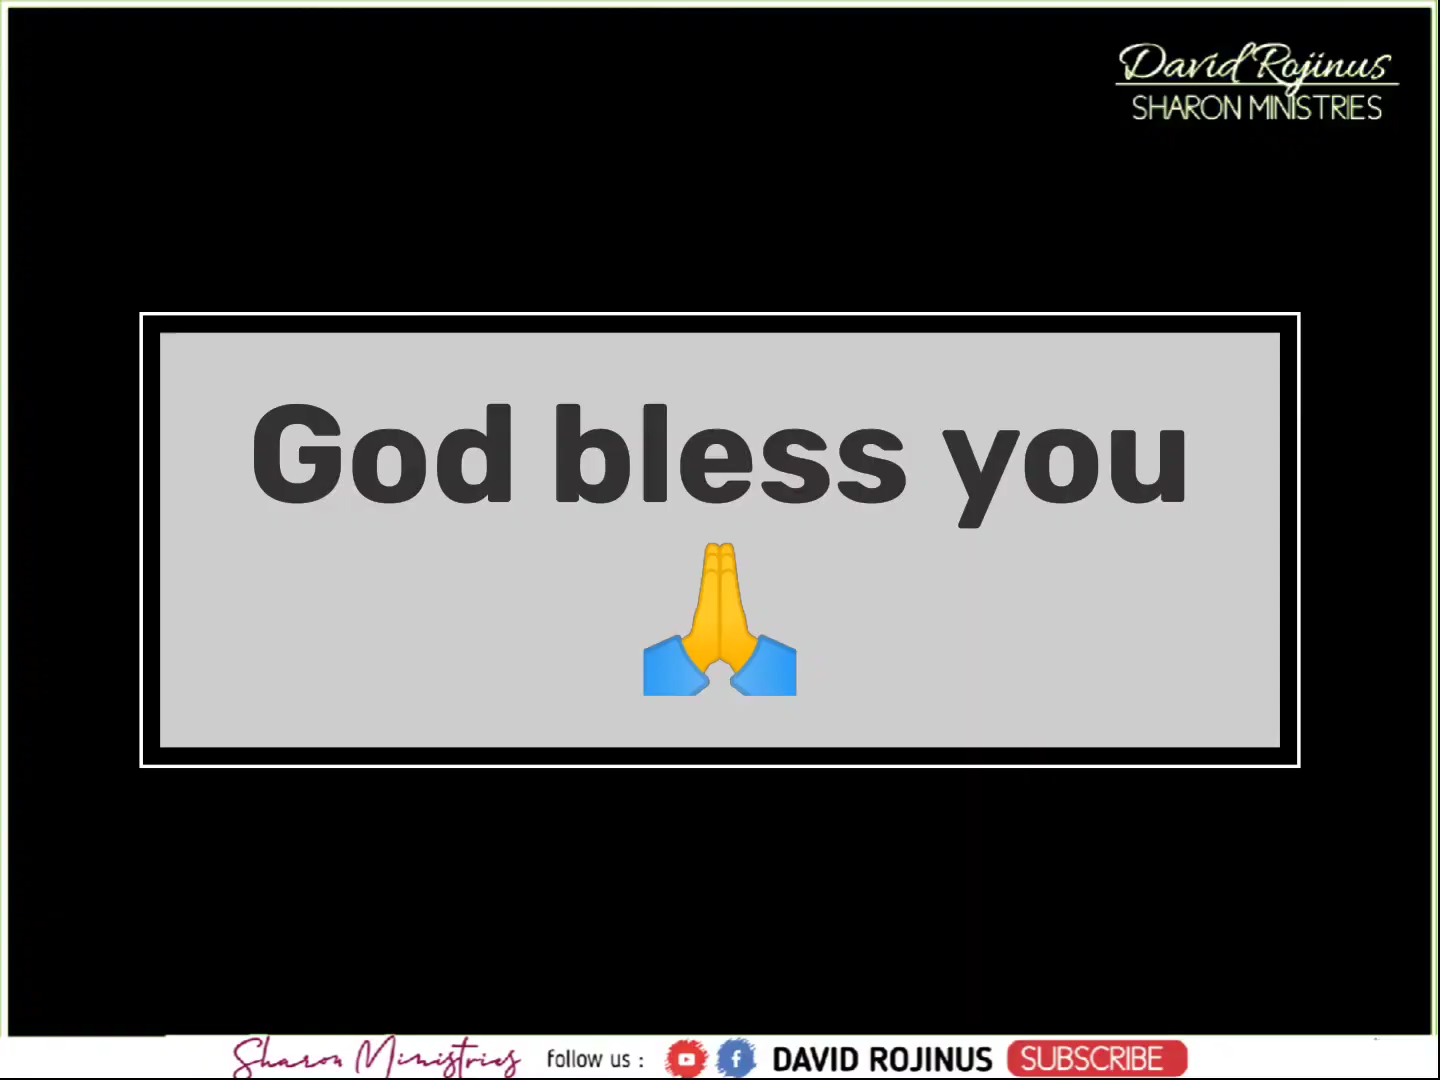 David Rojinus
SHARON MINISTRIES
God bless you
🙏
Sharon Ministries follow us : DAVID ROJINUS SUBSCRIBE